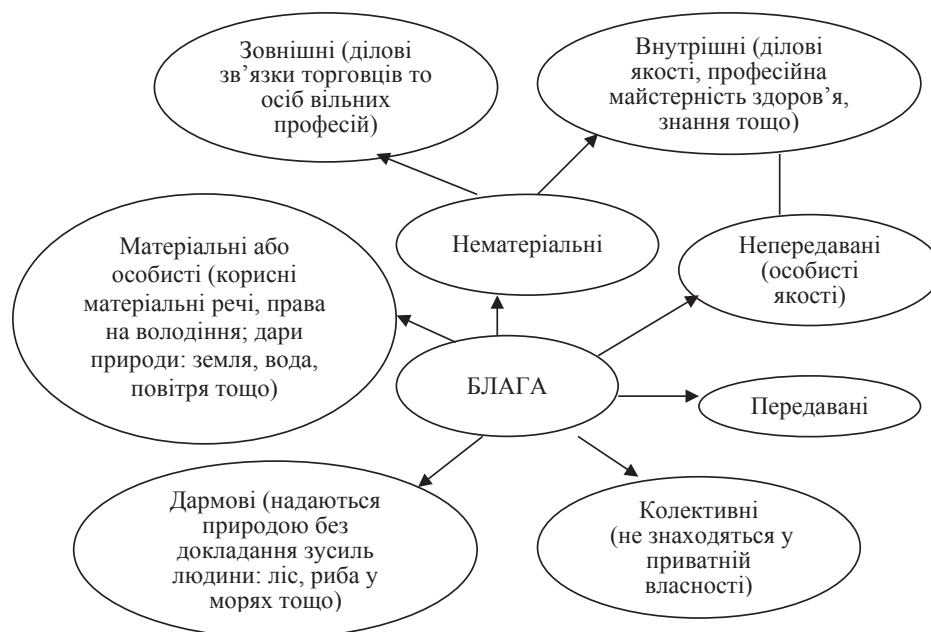 Зовнішні (ділові
зв’язки торговців то
осіб вільних
професій)
Внутрішні (ділові
якості, професійна
майстерність здоров’я,
знання тощо)
Нематеріальні
Непередавані
(особисті
якості)
Матеріальні або
особисті (корисні
матеріальні речі, права
на володіння; дари
природи: земля, вода,
повітря тощо)
БЛАГА
Передавані
Дармові (надаються
природою без
докладання зусиль
людини: ліс, риба у
морях тощо)
Колективні
(не знаходяться у
приватній
власності)